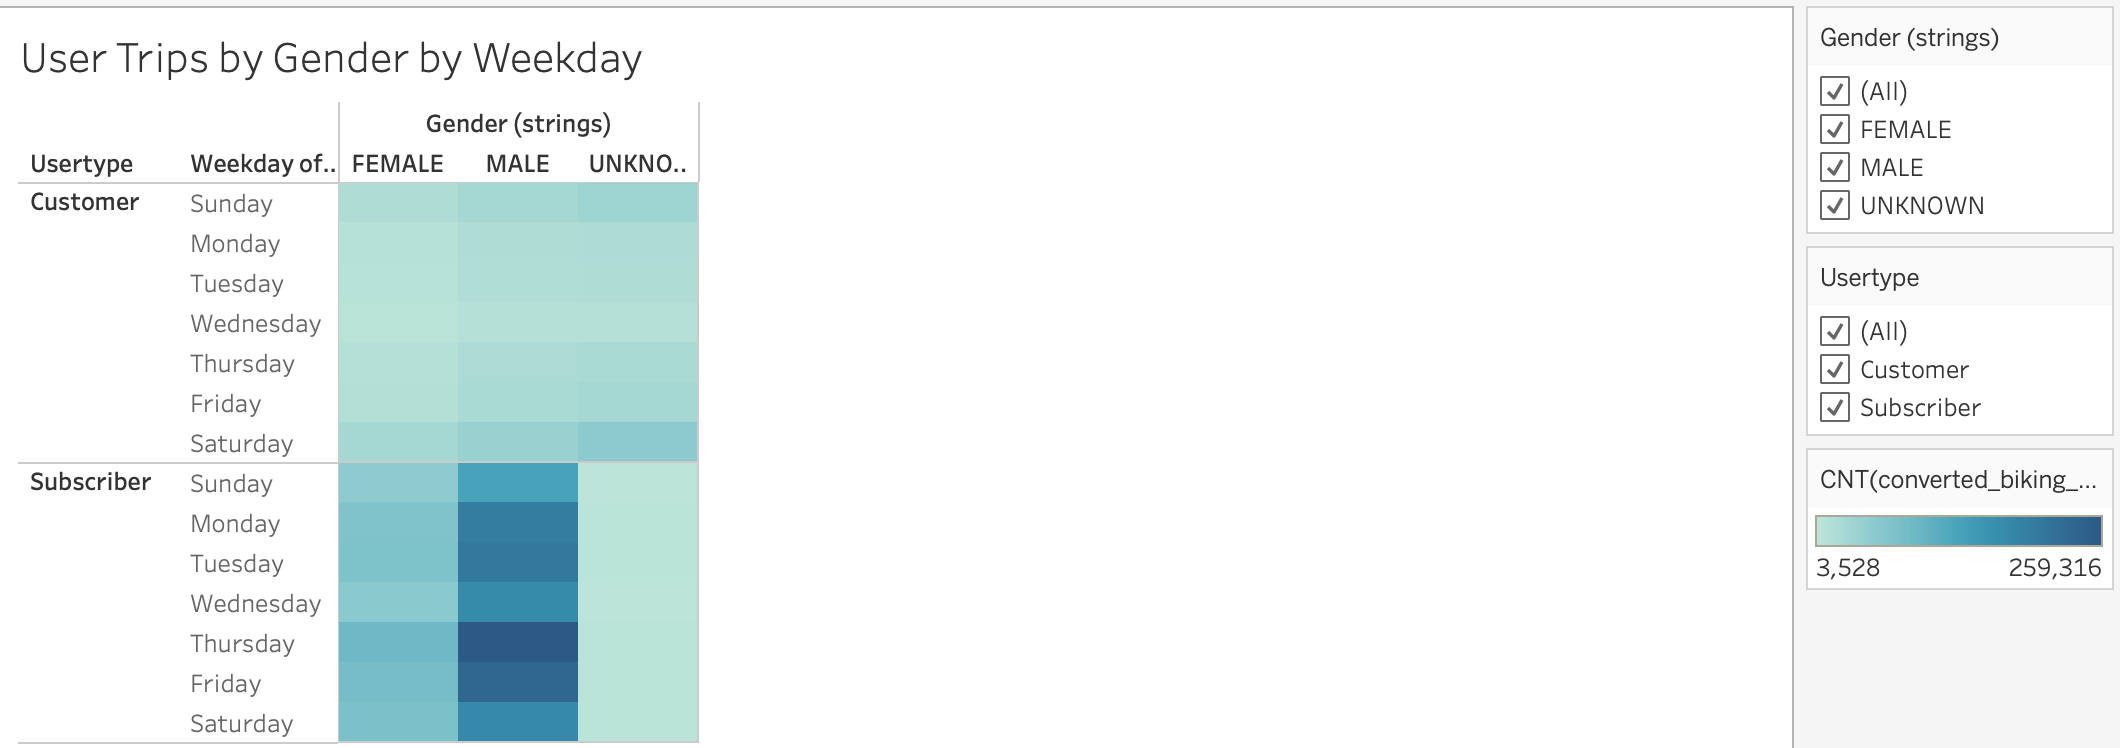 User Trips by Gender by Weekday
Gender (strings)
Usertype Weekday of.. FEMALE MALE UNKNO..
Customer Sunday
Monday
Tuesday
Wednesday
Thursday
Friday
Saturday
Subscriber Sunday
Monday
Tuesday
Wednesday
Thursday
Friday
Saturday
Gender (strings)
(All)
FEMALE
MALE
UNKNOWN
Usertype
(All)
Customer
Subscriber
CNT(converted_biking_...
3,528 259,316